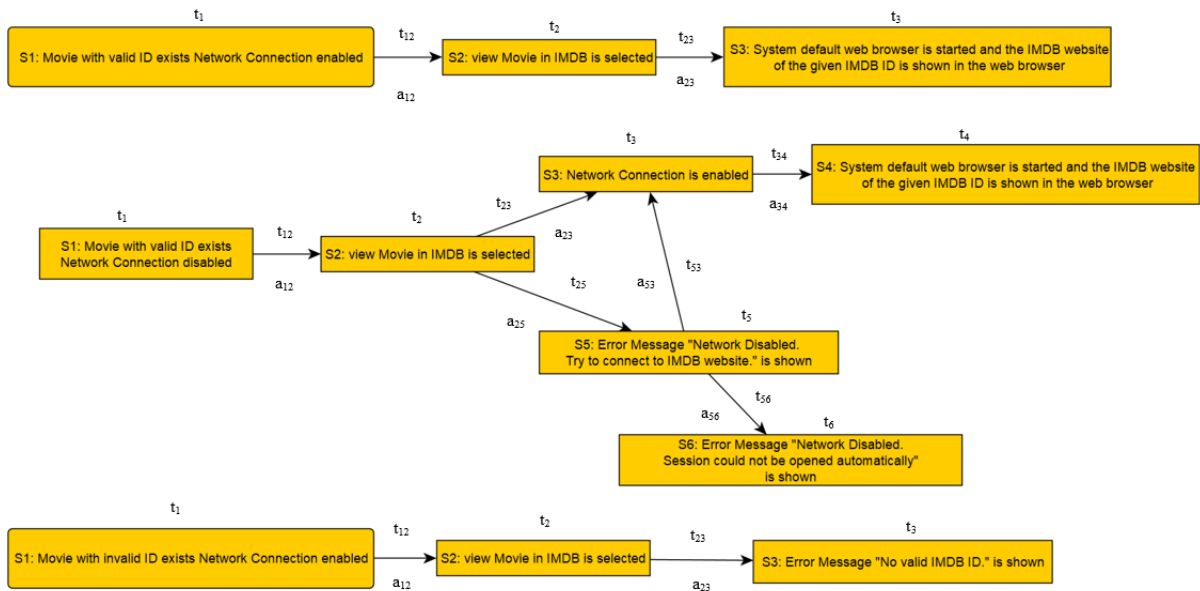 t1
t2
t3
S1: Movie with valid ID exists Network Connection enabled
t12
a12
S2: view Movie in IMDB is selected
t23
a23
S3: System default web browser is started and the IMDB website
of the given IMDB ID is shown in the web browser
t1
t12
a12
S1: Movie with valid ID exists
Network Connection disabled
t2
S2: view Movie in IMDB is selected
t23
a23
t3
S3: Network Connection is enabled
t34
a34
t4
S4: System default web browser is started and the IMDB website
of the given IMDB ID is shown in the web browser
t25
a25
t53
a53
t5
S5: Error Message "Network Disabled.
Try to connect to IMDB website." is shown
t56
a56
t6
S6: Error Message "Network Disabled.
Session could not be opened automatically"
is shown
t1
t2
t3
S1: Movie with invalid ID exists Network Connection enabled
t12
a12
S2: view Movie in IMDB is selected
t23
a23
S3: Error Message "No valid IMDB ID." is shown